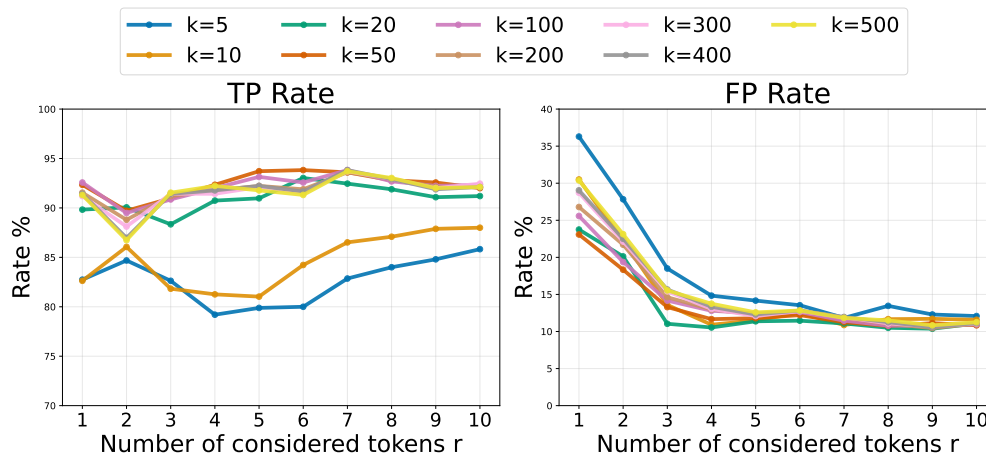 k=5 k=20 k=100 k=300 k=500
k=10 k=50 k=200 k=400
TP Rate
100
95
90
85
80
75
70
Rate %
1 2 3 4 5 6 7 8 9 10
Number of considered tokens r
FP Rate
40
35
30
25
20
15
10
5
0
Rate %
1 2 3 4 5 6 7 8 9 10
Number of considered tokens r